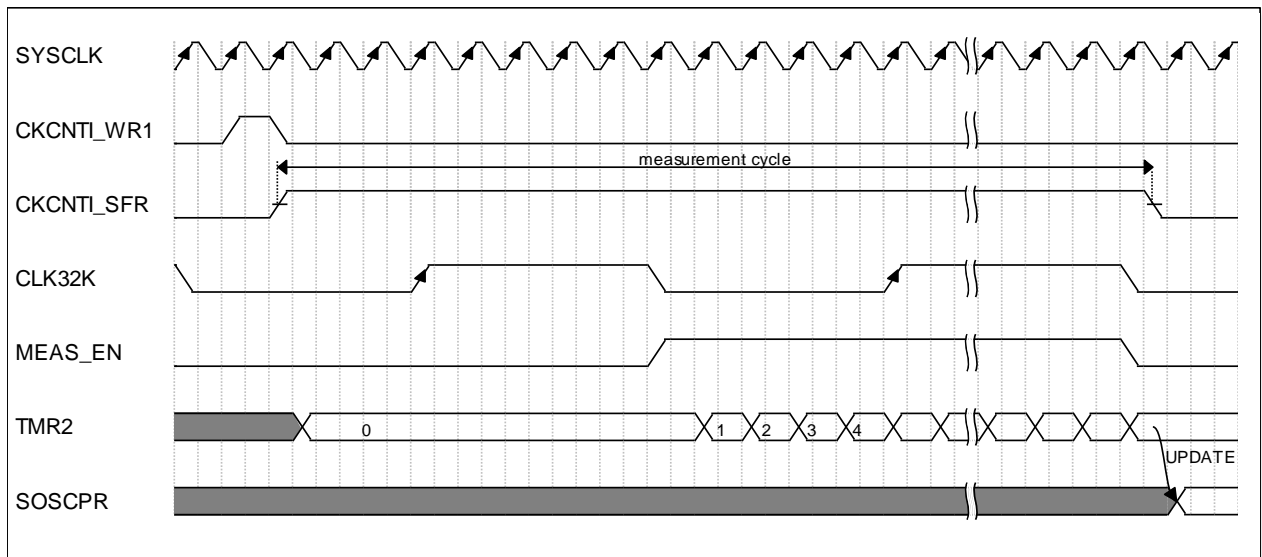 SYSCLK
CKCNTI_WR1
measurement cycle
CKCNTI_SFR
CLK32K
MEAS_EN
TMR2 0 1 2 3 4
UPDATE
SOSCPR